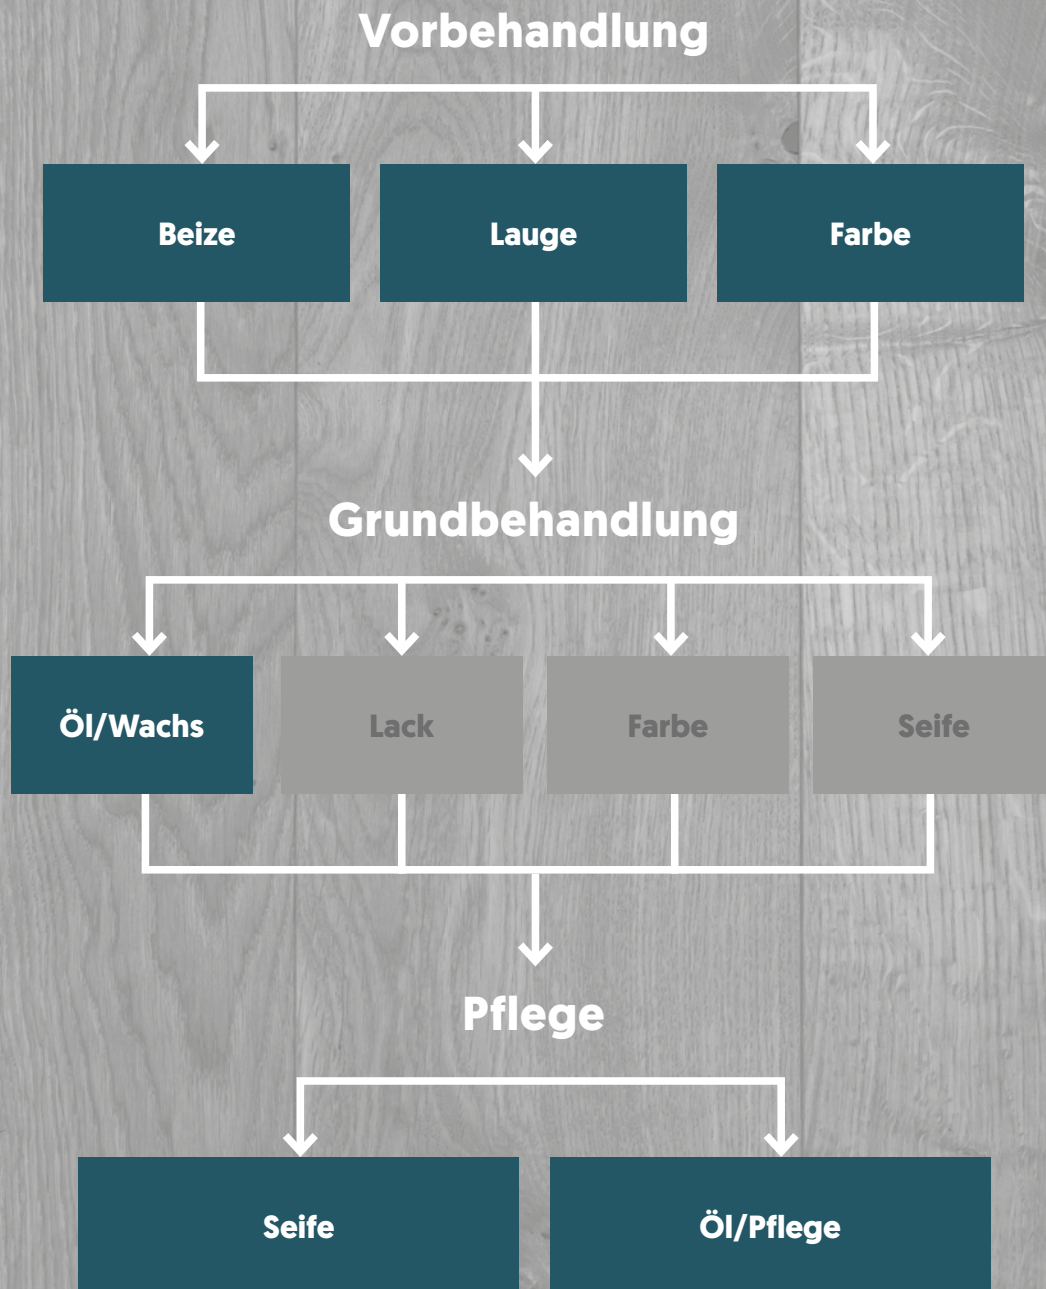 Vorbehandlung
Beize
Lauge
Farbe
Grundbehandlung
Öl/Wachs
Lack
Farbe
Seife
Pflege
Seife
Öl/Pflege